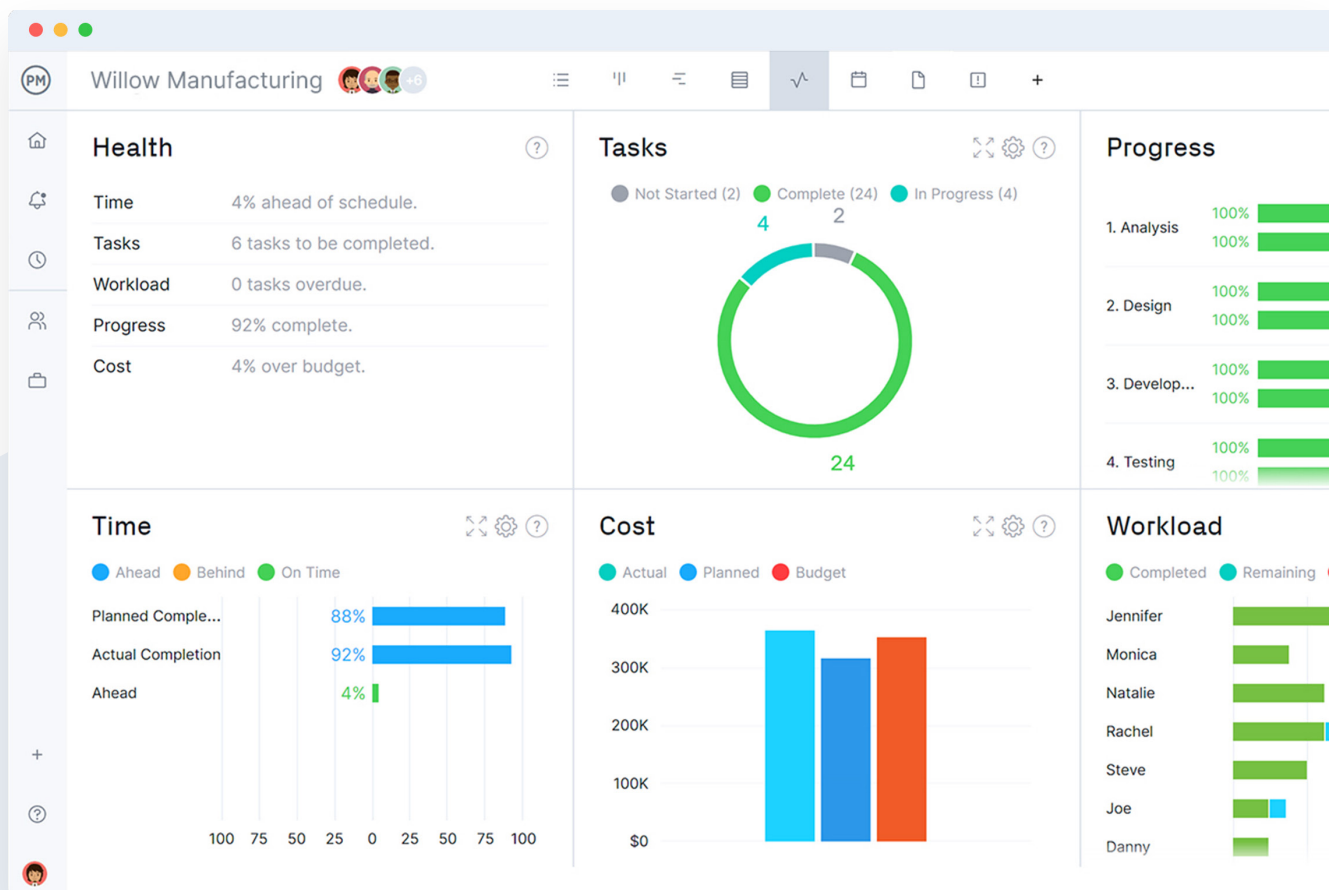 PM Willow Manufacturing +6
Health
Time 4% ahead of schedule.
Tasks 6 tasks to be completed.
Workload 0 tasks overdue.
Progress 92% complete.
Cost 4% over budget.
Tasks
Not Started (2) Complete (24) In Progress (4)
4 2
24
Progress
1. Analysis 100%
100%
2. Design 100%
100%
3. Develop... 100%
100%
4. Testing 100%
100%
Time
Ahead Behind On Time
Planned Comple... 88%
Actual Completion 92%
Ahead 4%
100 75 50 25 0 25 50 75 100
Cost
Actual Planned Budget
400K
300K
200K
100K
$0
Workload
Completed Remaining
Jennifer
Monica
Natalie
Rachel
Steve
Joe
Danny